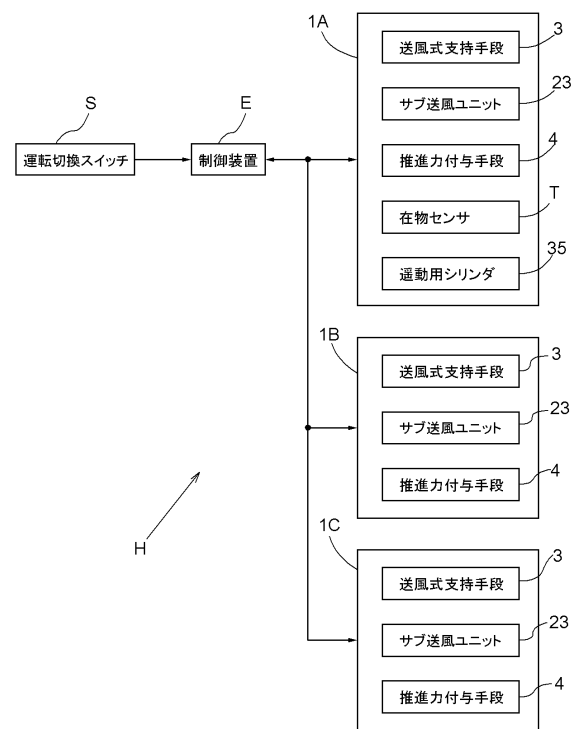 1A
送風式支持手段
3
サブ送風ユニット
23
推進力付与手段
4
在物センサ
T
遥動用シリンダ
35
S
運転切換スイッチ
E
制御装置
1B
送風式支持手段
3
サブ送風ユニット
23
推進力付与手段
4
1C
送風式支持手段
3
サブ送風ユニット
23
推進力付与手段
4
H